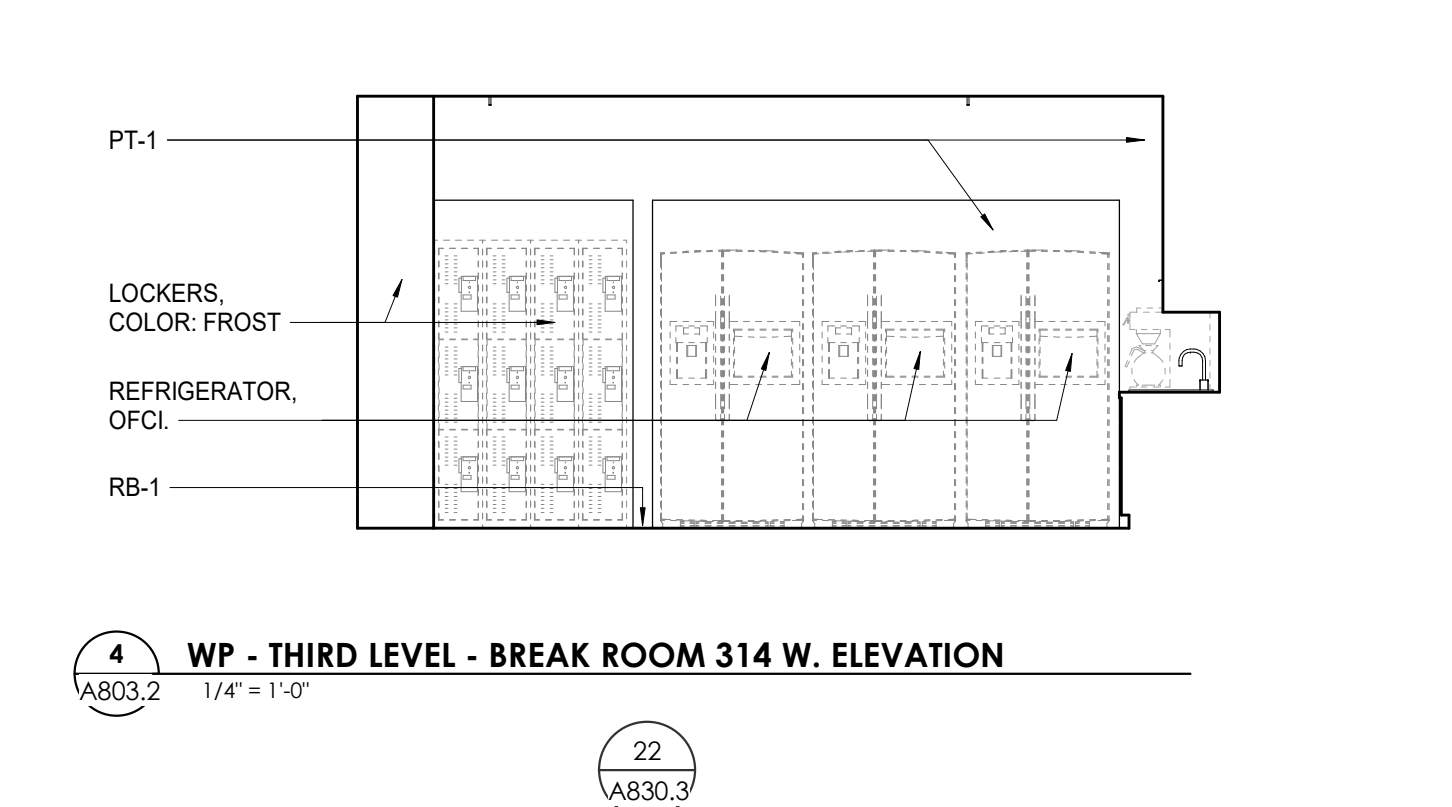 PT-1
LOCKERS,
COLOR: FROST
REFRIGERATOR,
OFCI.
RB-1
4
WP - THIRD LEVEL - BREAK ROOM 314 W. ELEVATION
A803.2
1/4" = 1'-0"
22
A830.3